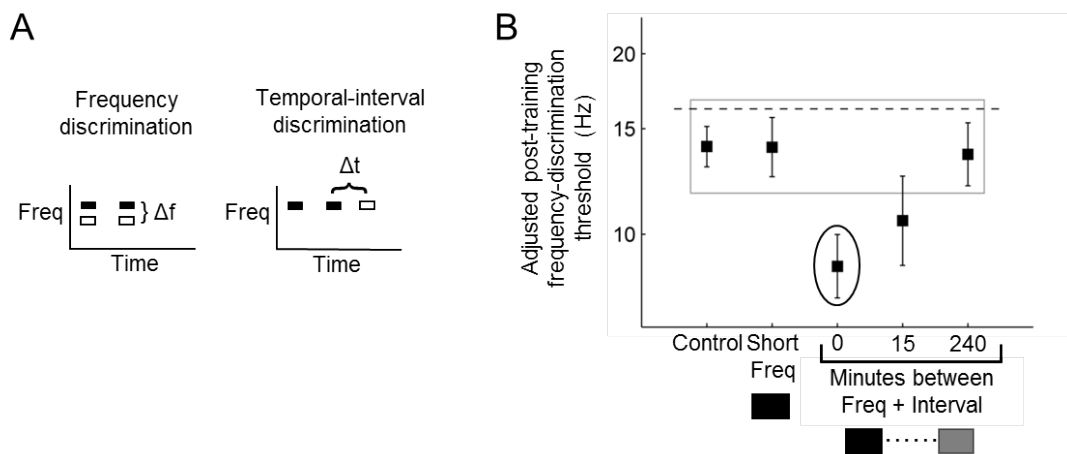 A
Frequency
discrimination
Temporal-interval
discrimination
Δt
Freq
} Δf
Time
Freq
Time
B
Adjusted post-training
frequency-discrimination
threshold (Hz)
20
15
10
Control Short 0 15 240
Freq
Minutes between
Freq + Interval